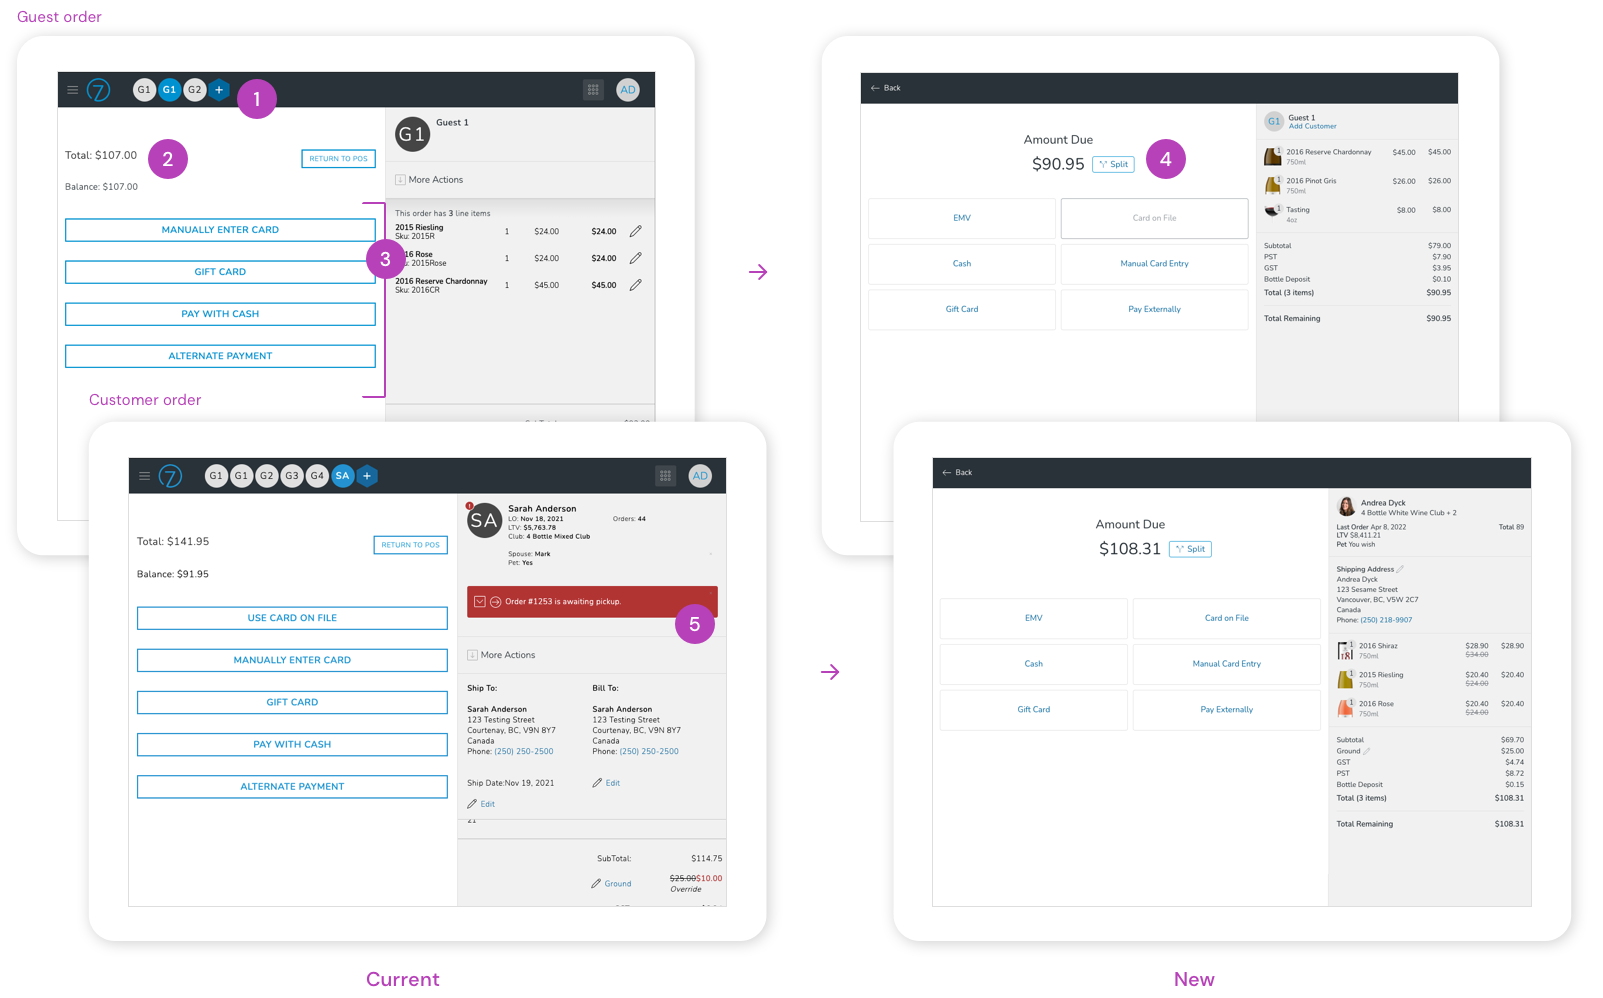 Guest order
G1 G1 G2 + AD
1
Total: $107.00
2
RETURN TO POS
Balance: $107.00
MANUALLY ENTER CARD
GIFT CARD
PAY WITH CASH
ALTERNATE PAYMENT
3
G1 Guest 1
More Actions
This order has 3 line items
2015 Riesling 1 $24.00 $24.00
Sku: 2015R
16 Rose 1 $24.00 $24.00
: 2015Rose
2016 Reserve Chardonnay 1 $45.00 $45.00
Sku: 2016CR
Back
Amount Due
$90.95 Split
4
EMV
Card on File
Cash
Manual Card Entry
Gift Card
Pay Externally
G1 Guest 1
Add Customer
1 2016 Reserve Chardonnay $45.00 $45.00
750ml
1 2016 Pinot Gris $26.00 $26.00
750ml
1 Tasting $8.00 $8.00
4oz
Subtotal $79.00
PST $7.90
GST $3.95
Bottle Deposit $0.10
Total (3 items) $90.95
Total Remaining $90.95
Customer order
G1 G1 G2 G3 G4 SA + AD
Total: $141.95
RETURN TO POS
Balance: $91.95
USE CARD ON FILE
MANUALLY ENTER CARD
GIFT CARD
PAY WITH CASH
ALTERNATE PAYMENT
SA
Sarah Anderson
LO: Nov 18, 2021 Orders: 44
LTV: $5,763.78
Club: 4 Bottle Mixed Club
Spouse: Mark
Pet: Yes
Order #1253 is awaiting pickup.
5
More Actions
Ship To: Bill To:
Sarah Anderson Sarah Anderson
123 Testing Street 123 Testing Street
Courtenay, BC, V9N 8Y7 Courtenay, BC, V9N 8Y7
Canada Canada
Phone: (250) 250-2500 Phone: (250) 250-2500
Ship Date:Nov 19, 2021 Edit
Edit
21
SubTotal: $114.75
Ground $25.00$10.00
Override
Back
Amount Due
$108.31 Split
EMV
Card on File
Cash
Manual Card Entry
Gift Card
Pay Externally
Andrea Dyck
4 Bottle White Wine Club + 2
Last Order Apr 8, 2022 Total 89
LTV $8,411.21
Pet You wish
Shipping Address
Andrea Dyck
123 Sesame Street
Vancouver, BC, V5W 2C7
Canada
Phone: (250) 218-9907
1 2016 Shiraz $28.90 $28.90
750ml $34.00
1 2015 Riesling $20.40 $20.40
750ml $24.00
1 2016 Rose $20.40 $20.40
750ml $24.00
Subtotal $69.70
Ground $25.00
GST $4.74
PST $8.72
Bottle Deposit $0.15
Total (3 items) $108.31
Total Remaining $108.31
Current
New